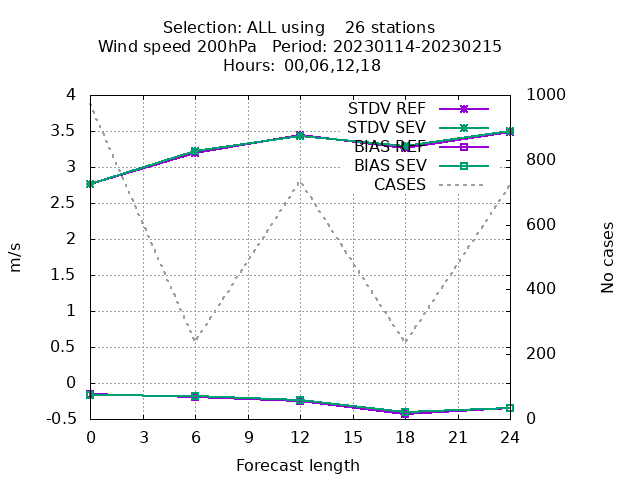 Selection: ALL using    26 stations
Wind speed 200hPa   Period: 20230114-20230215
Hours: 00,06,12,18
STDV REF
STDV SEV
BIAS REF
BIAS SEV
CASES
4
3.5
3
2.5
2
1.5
1
0.5
0
-0.5
1000
800
600
400
200
0
m/s
No cases
0 3 6 9 12 15 18 21 24
Forecast length